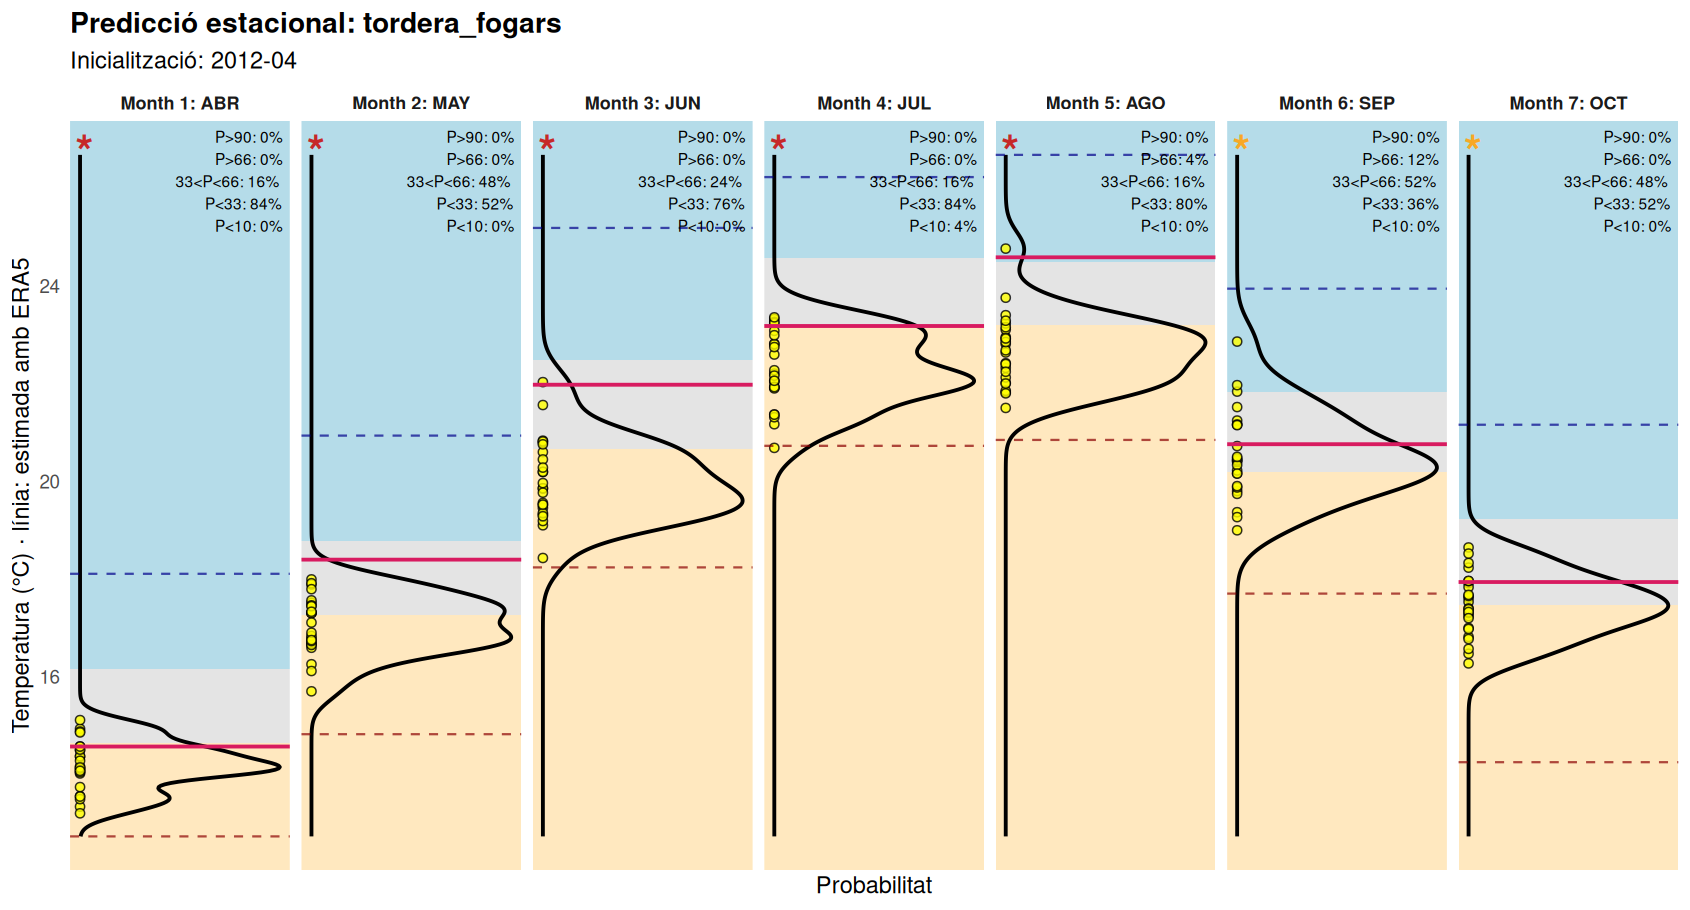 Predicció estacional: tordera_fogars
Inicialització: 2012-04
Month 1: ABR
Month 2: MAY
Month 3: JUN
Month 4: JUL
Month 5: AGO
Month 6: SEP
Month 7: OCT
*
P>90: 0%
P>66: 0%
33<P<66: 16%
P<33: 84%
P<10: 0%
*
P>90: 0%
P>66: 0%
33<P<66: 48%
P<33: 52%
P<10: 0%
*
P>90: 0%
P>66: 0%
33<P<66: 24%
P<33: 76%
P<10: 0%
*
P>90: 0%
P>66: 0%
33<P<66: 16%
P<33: 84%
P<10: 4%
*
P>90: 0%
P>66: 4%
33<P<66: 16%
P<33: 80%
P<10: 0%
*
P>90: 0%
P>66: 12%
33<P<66: 52%
P<33: 36%
P<10: 0%
*
P>90: 0%
P>66: 0%
33<P<66: 48%
P<33: 52%
P<10: 0%
24
20
16
Temperatura (°C) · línia: estimada amb ERA5
Probabilitat